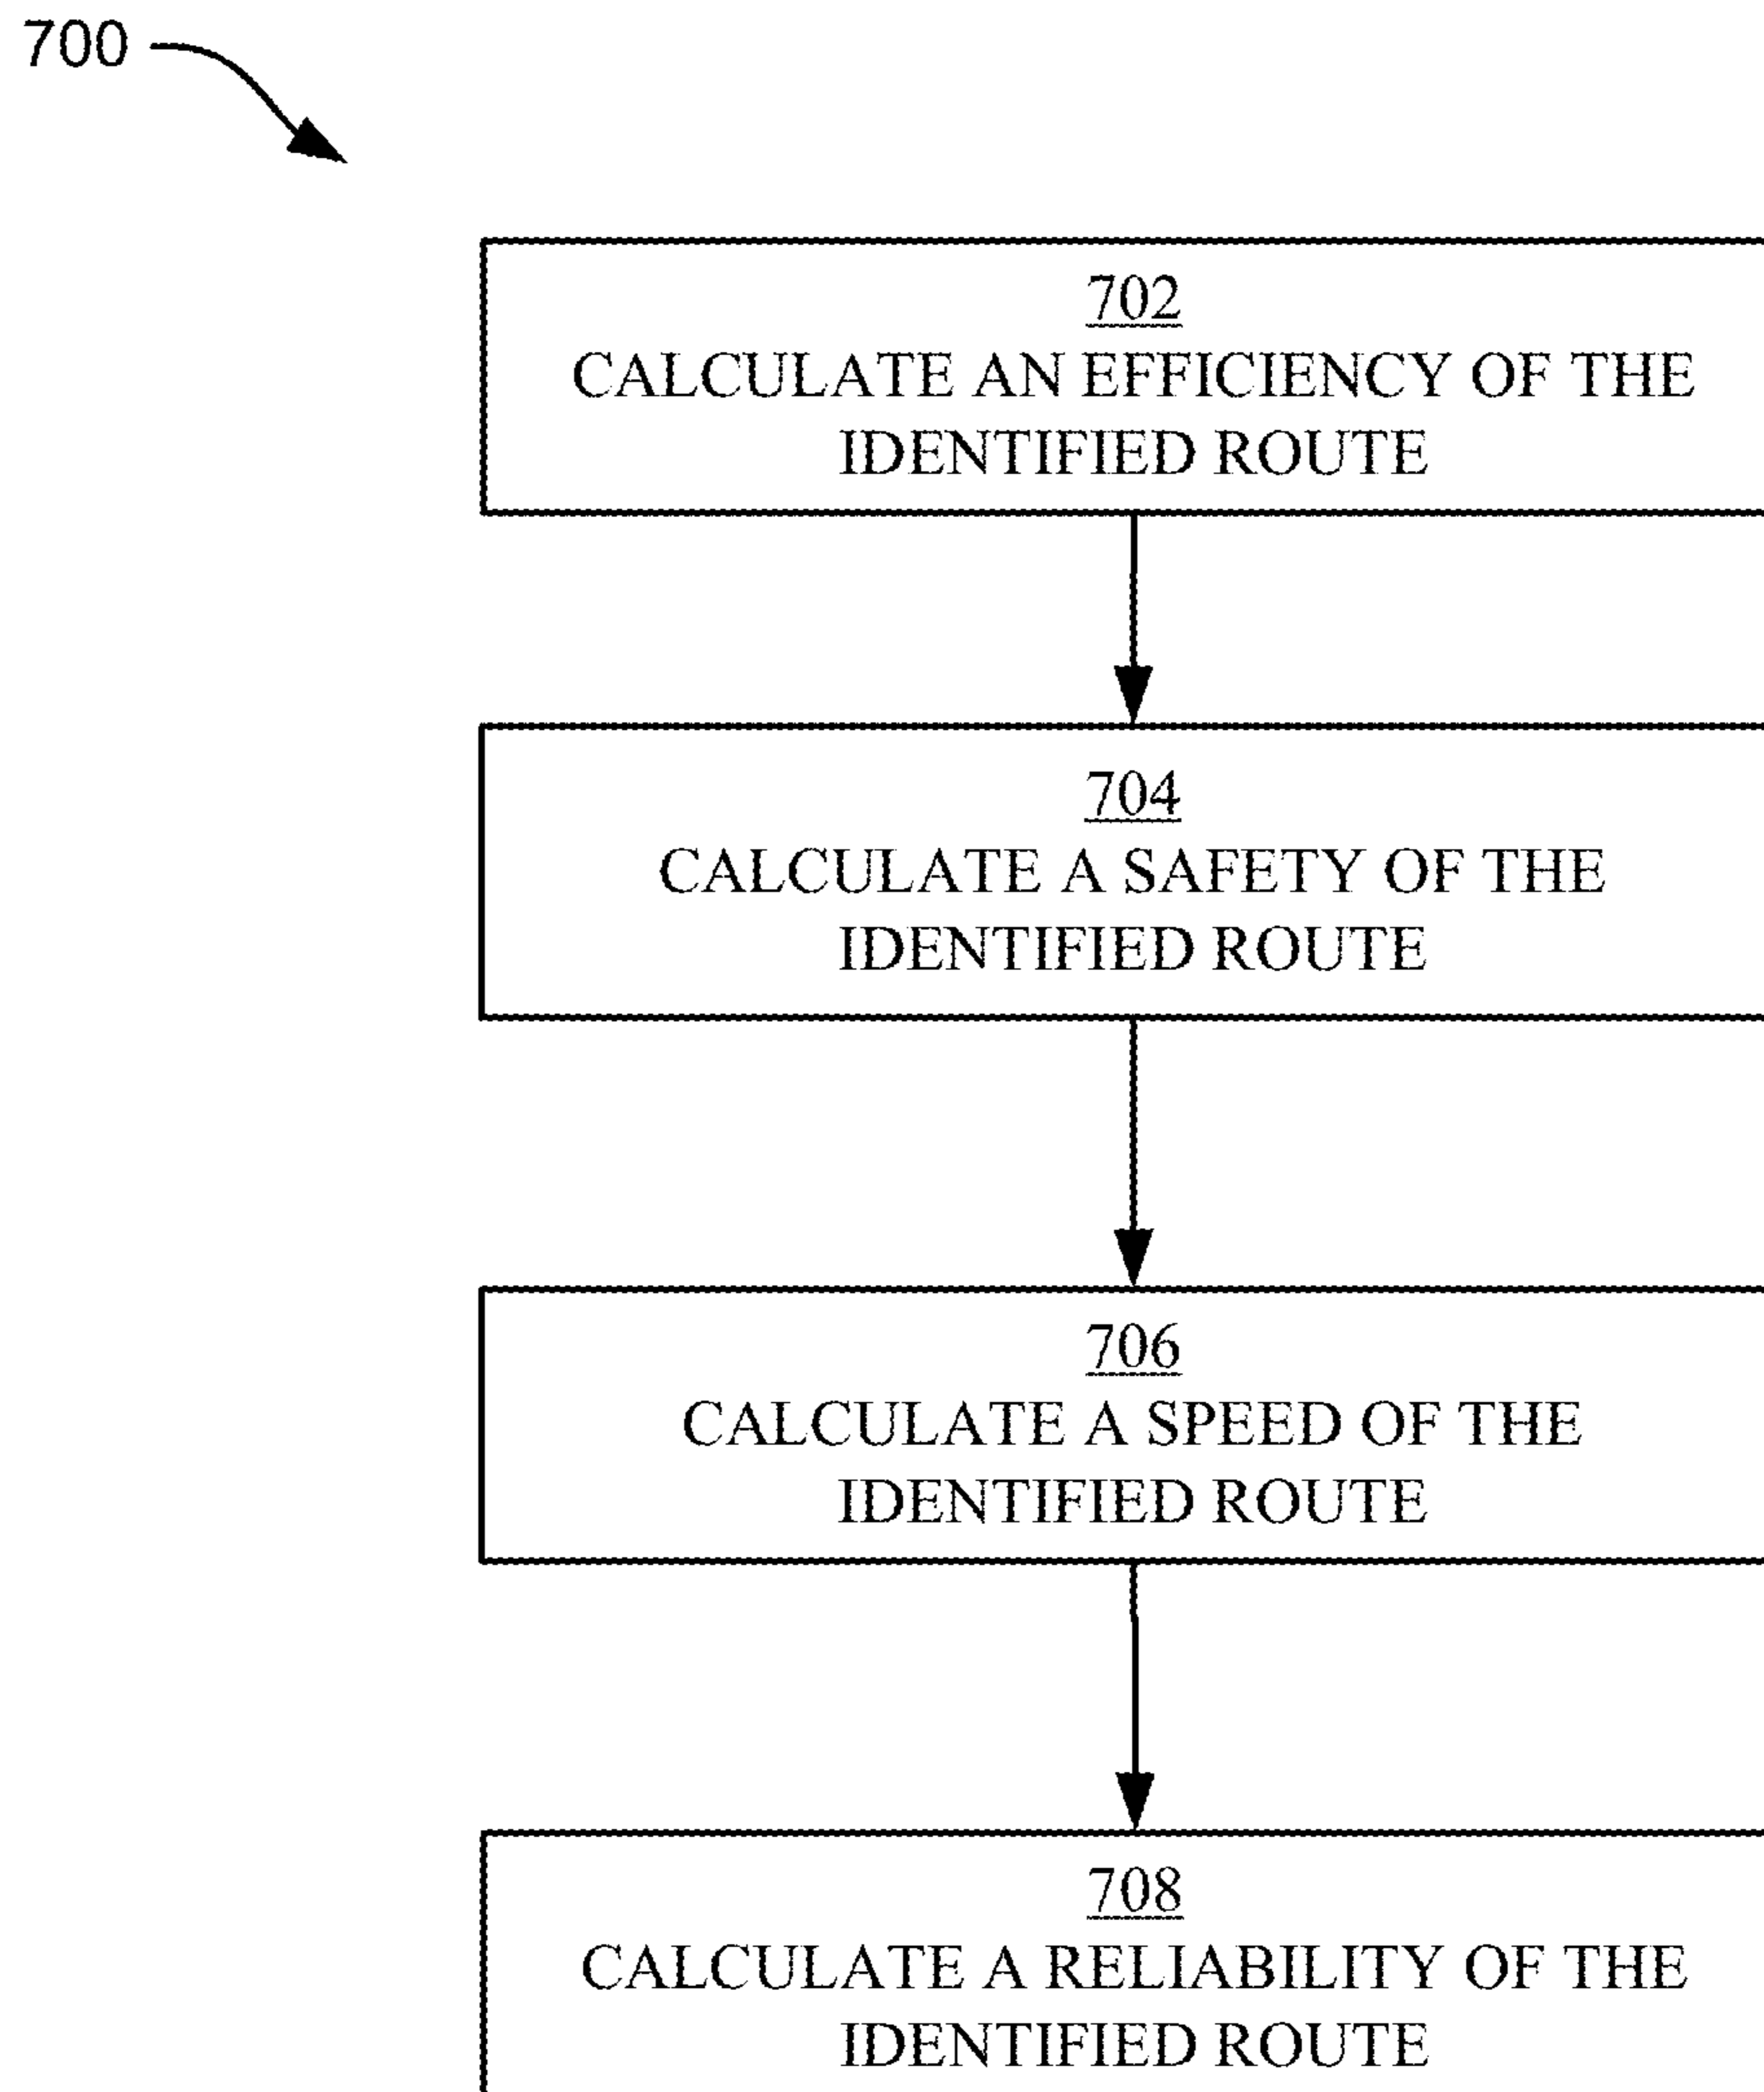 700
702
CALCULATE AN EFFICIENCY OF THE
IDENTIFIED ROUTE
704
CALCULATE A SAFETY OF THE
IDENTIFIED ROUTE
706
CALCULATE A SPEED OF THE
IDENTIFIED ROUTE
708
CALCULATE A RELIABILITY OF THE
IDENTIFIED ROUTE